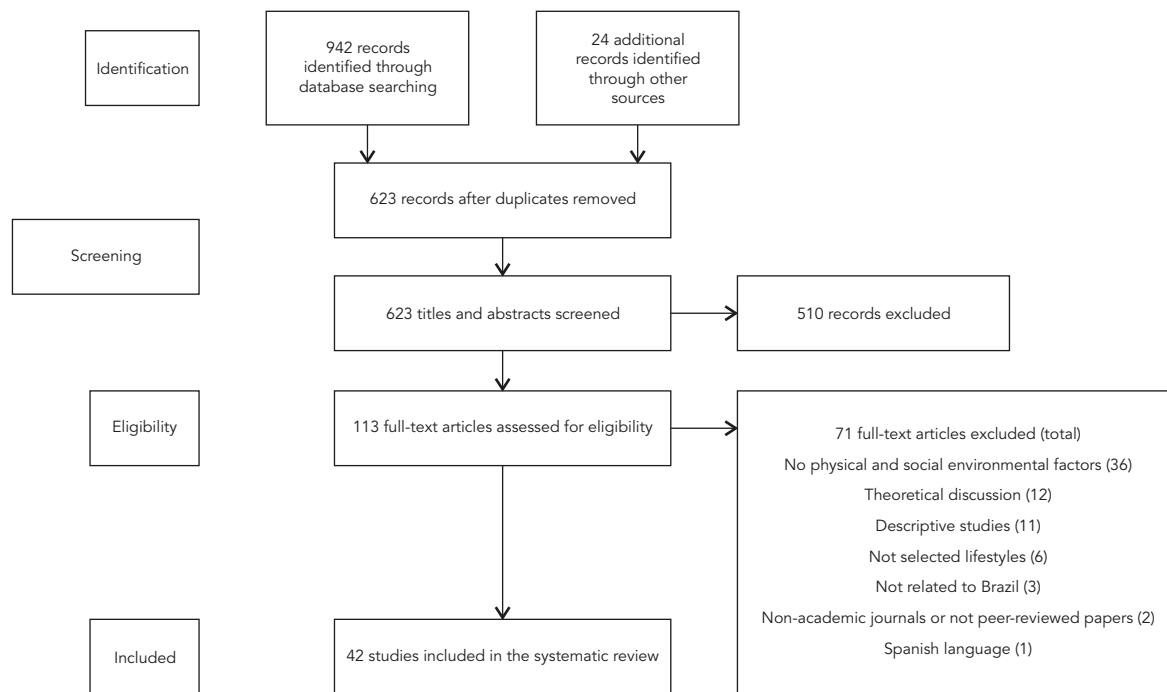 Identification
942 records
identified through
database searching
24 additional
records identified
through other
sources
623 records after duplicates removed
Screening
623 titles and abstracts screened
510 records excluded
Eligibility
113 full-text articles assessed for eligibility
71 full-text articles excluded (total)
No physical and social environmental factors (36)
Theoretical discussion (12)
Descriptive studies (11)
Not selected lifestyles (6)
Not related to Brazil (3)
Non-academic journals or not peer-reviewed papers (2)
Spanish language (1)
Included
42 studies included in the systematic review